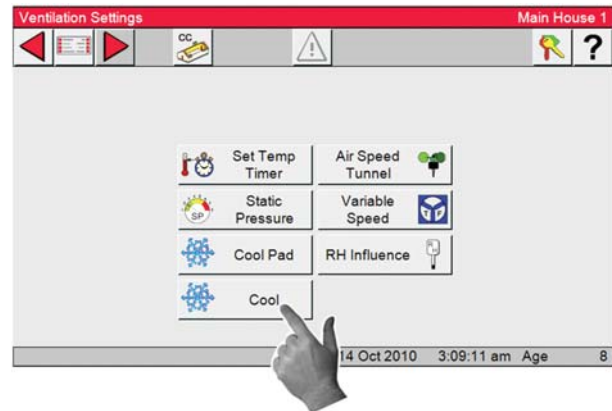 Ventilation Settings Main House 1
CC
?
Set Temp
Timer
Air Speed
Tunnel
SP
Static
Pressure
Variable
Speed
Cool Pad
RH Influence
Cool
14 Oct 2010 3:09:11 am Age 8